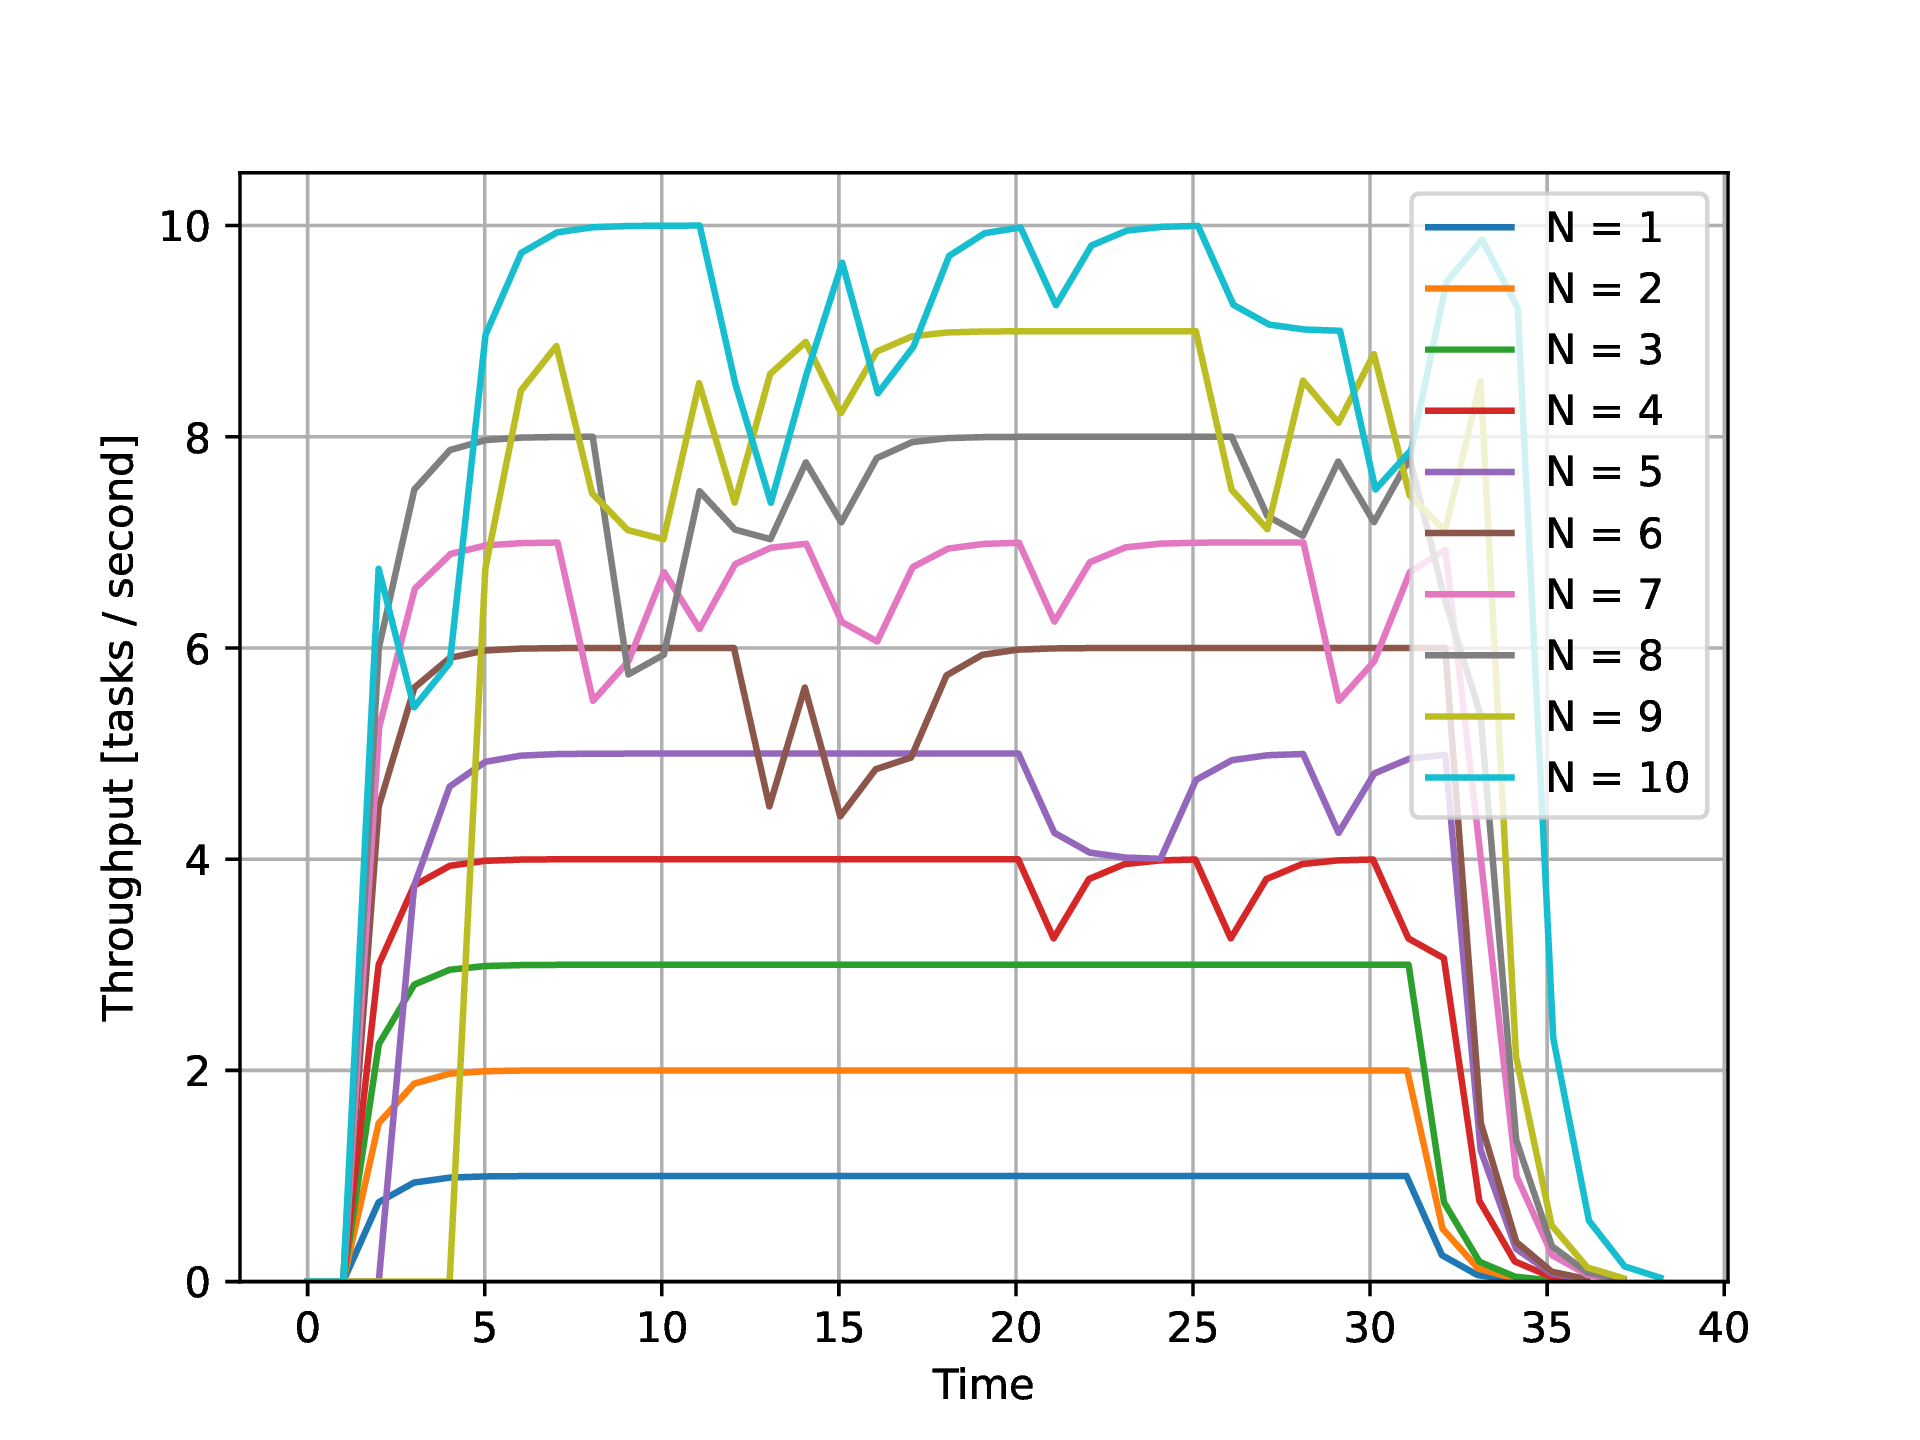 10
8
6
4
2
0
Throughput [tasks / second]
0 5 10 15 20 25 30 35 40
Time
N = 1
N = 2
N = 3
N = 4
N = 5
N = 6
N = 7
N = 8
N = 9
N = 10